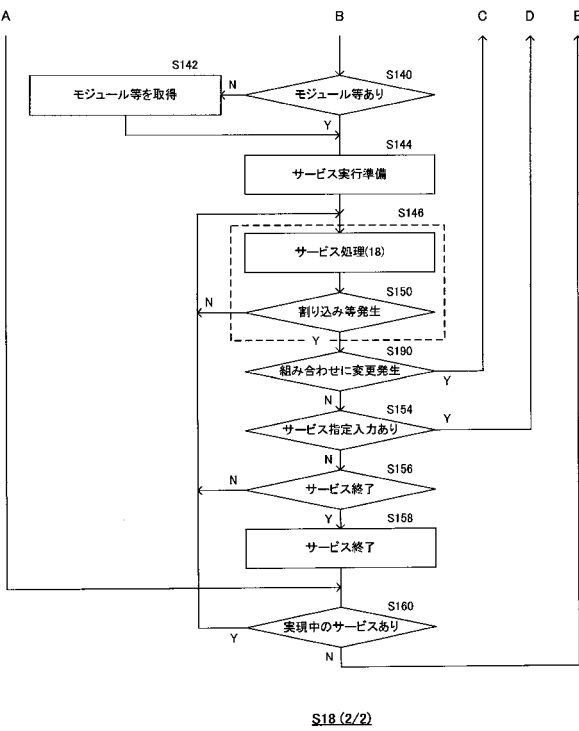 A B C D E
S142
S140
モジュール等を取得
N
モジュール等あり
Y
S144
サービス実行準備
S146
サービス処理(18)
S150
N
割り込み等発生
Y
S190
組み合わせに変更発生
Y
N
S154
サービス指定入力あり
Y
N
S156
N
サービス終了
Y
S158
サービス終了
S160
実現中のサービスあり
Y
N
S18 (2/2)